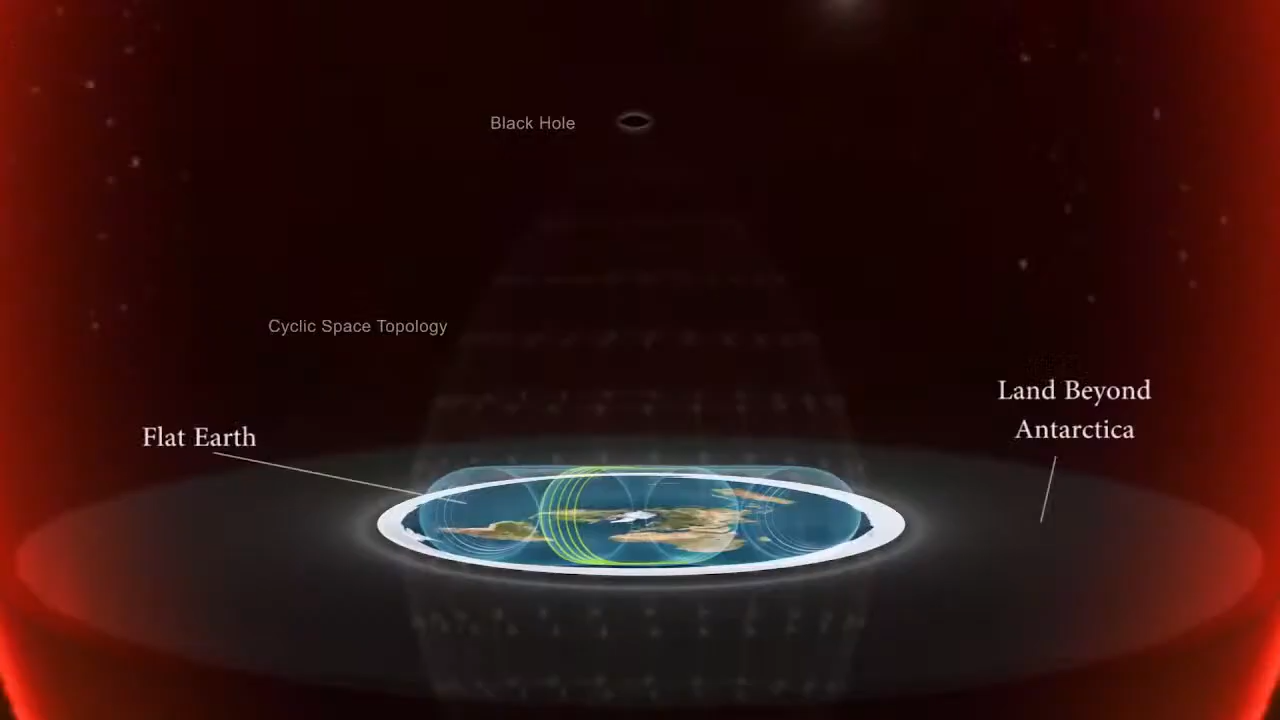 Black Hole
Cyclic Space Topology
Flat Earth
Land Beyond
Antarctica